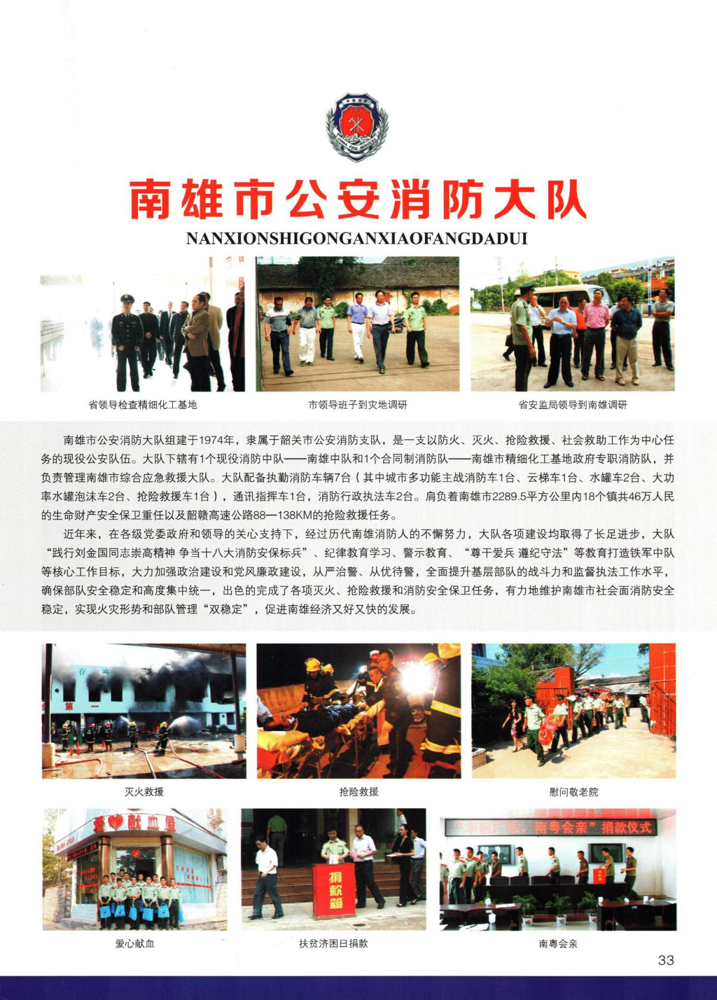 中国消防
CHINA FIRE SERVICES
南雄市公安消防大队
NANXIONSHIGONGANXIAOFANGDADUI
省领导检查精细化工基地
市领导班子到灾地调研
省安监局领导到南雄调研
南雄市公安消防大队组建于1974年，隶属于韶关市公安消防支队，是一支以防火、灭火、抢险救援、社会救助工作为中心任
务的现役公安队伍。大队下辖有1个现役消防中队——南雄中队和1个合同制消防队——南雄市精细化工基地政府专职消防队，并
负责管理南雄市综合应急救援大队。大队配备执勤消防车辆7台（其中城市多功能主战消防车1台、云梯车1台、水罐车2台、大功
率水罐泡沫车2台、抢险救援车1台），通讯指挥车1台，消防行政执法车2台。肩负着南雄市2289.5平方公里内18个镇共46万人民
的生命财产安全保卫重任以及韶赣高速公路88—138KM的抢险救援任务。
近年来，在各级党委政府和领导的关心支持下，经过历代南雄消防人的不懈努力，大队各项建设均取得了长足进步，大队
“践行刘金国同志崇高精神 争当十八大消防安保标兵”、纪律教育学习、警示教育、“尊干爱兵 遵纪守法”等教育打造铁军中队
等核心工作目标，大力加强政治建设和党风廉政建设，从严治警、从优待警，全面提升基层部队的战斗力和监督执法工作水平，
确保部队安全稳定和高度集中统一，出色的完成了各项灭火、抢险救援和消防安全保卫任务，有力地维护南雄市社会面消防安全
稳定，实现火灾形势和部队管理“双稳定”，促进南雄经济又好又快的发展。
第一
灭火救援
抢险救援
慰问敬老院
爱 献血屋
捐款箱
广东、南粤会亲”捐款仪式
爱心献血
扶贫济困日捐款
南粤会亲
33